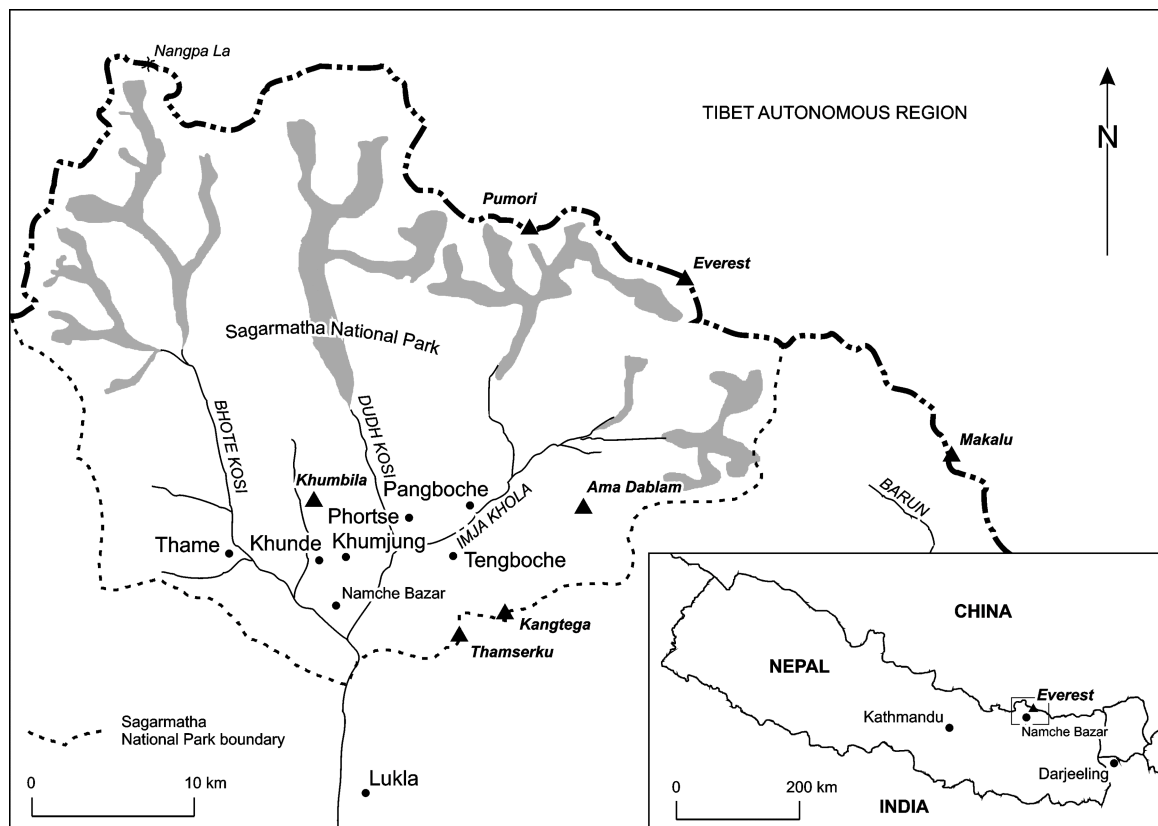 Nangpa La
TIBET AUTONOMOUS REGION
N
Pumori
Everest
Sagarmatha National Park
BHOTE KOSI
DUDH KOSI
Makalu
Khumbila
Pangboche
Ama Dablam
BARUN
Phortse
IMJA KHOLA
Thame
Khunde
Khumjung
Tengboche
Namche Bazar
Kangtega
Thamserku
Sagarmatha
National Park boundary
0
10 km
Lukla
CHINA
NEPAL
Everest
Kathmandu
Namche Bazar
Darjeeling
0
200 km
INDIA